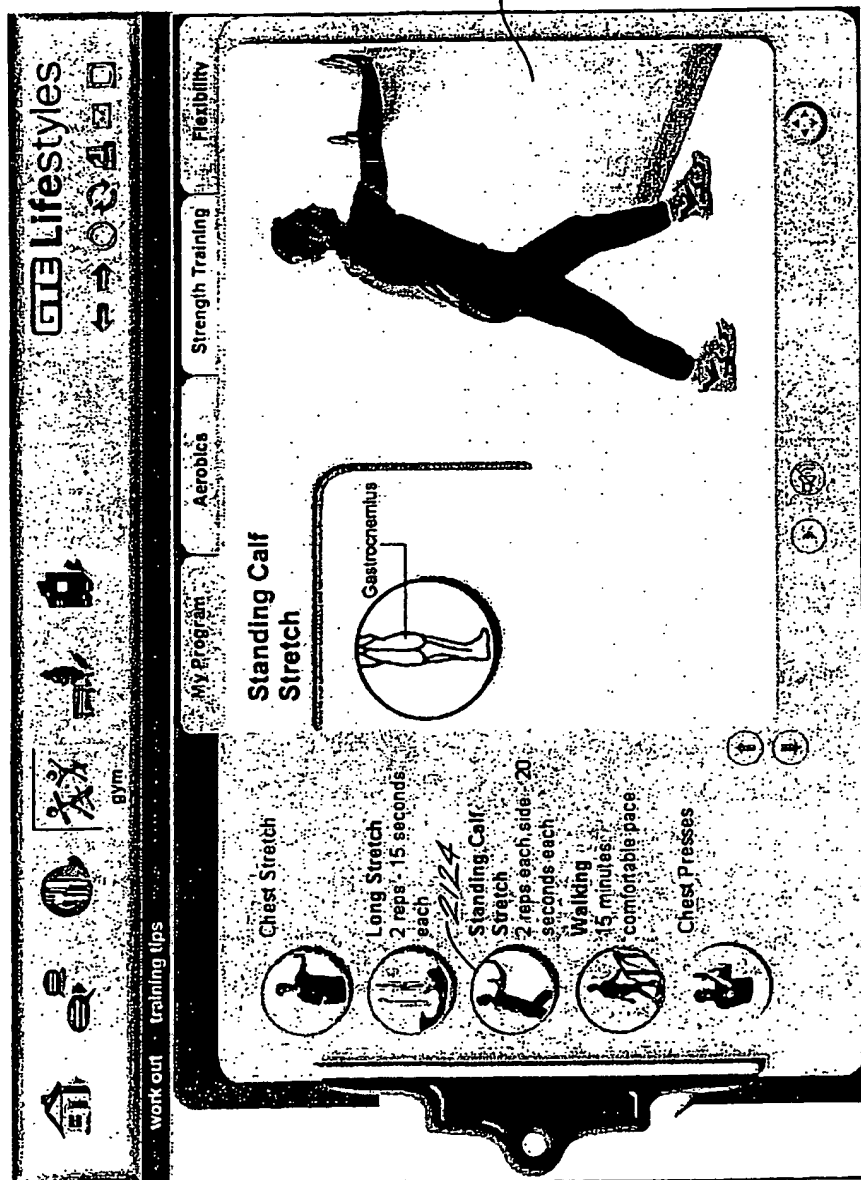 GTE Lifestyles
gym
work out · training tips
My Program
Aerobics
Strength Training
Flexibility
Chest Stretch
Long Stretch
2 reps - 15 seconds
each
2124
Standing Calf
Stretch
2 reps each side - 20
seconds each
Walking
15 minutes,
comfortable pace
Chest Presses
Standing Calf
Stretch
Gastrocnemius